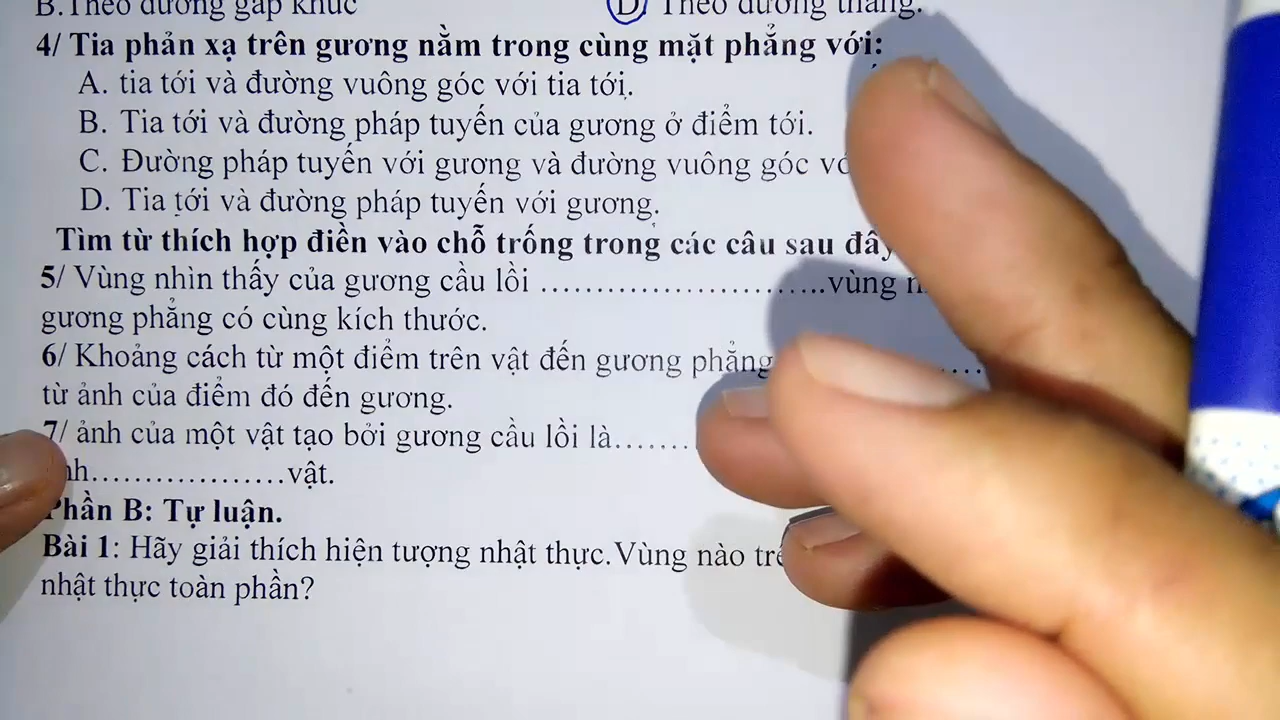 B.Theo đường gấp khúc D/ Theo đường thẳng.
4/ Tia phản xạ trên gương nằm trong cùng mặt phẳng với:
A. tia tới và đường vuông góc với tia tới.
B. Tia tới và đường pháp tuyến của gương ở điểm tới.
C. Đường pháp tuyến với gương và đường vuông góc
D. Tia tới và đường pháp tuyến với gương.
Tìm từ thích hợp điền vào chỗ trống trong các câu sau đây
5/ Vùng nhìn thấy của gương cầu lồi ..........................vùng
gương phẳng có cùng kích thước.
6/ Khoảng cách từ một điểm trên vật đến gương phẳng ....
từ ảnh của điểm đó đến gương.
7/ ảnh của một vật tạo bởi gương cầu lồi là.......
..................vật.
Phần B: Tự luận.
Bài 1: Hãy giải thích hiện tượng nhật thực.Vùng nào
nhật thực toàn phần?